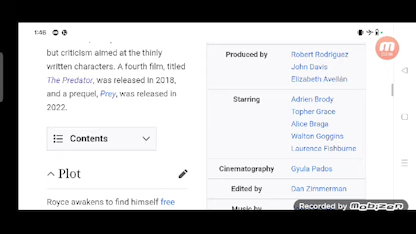 1:46
but criticism aimed at the thinly
written characters. A fourth film, titled
The Predator, was released in 2018,
and a prequel, Prey, was released in
2022.
Contents
Plot
Royce awakens to find himself free
Produced by
Robert Rodriguez
John Davis
Elizabeth Avellán
Starring
Adrien Brody
Topher Grace
Alice Braga
Walton Goggins
Laurence Fishburne
Cinematography
Gyula Pados
Edited by
Dan Zimmerman
Music by
Recorded by
MOBIZEN